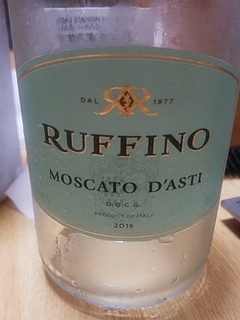 DAL 1877
RUFFINO
MOSCATO D'ASTI
D.O.C.G.
PRODUCT OF ITALY
2016